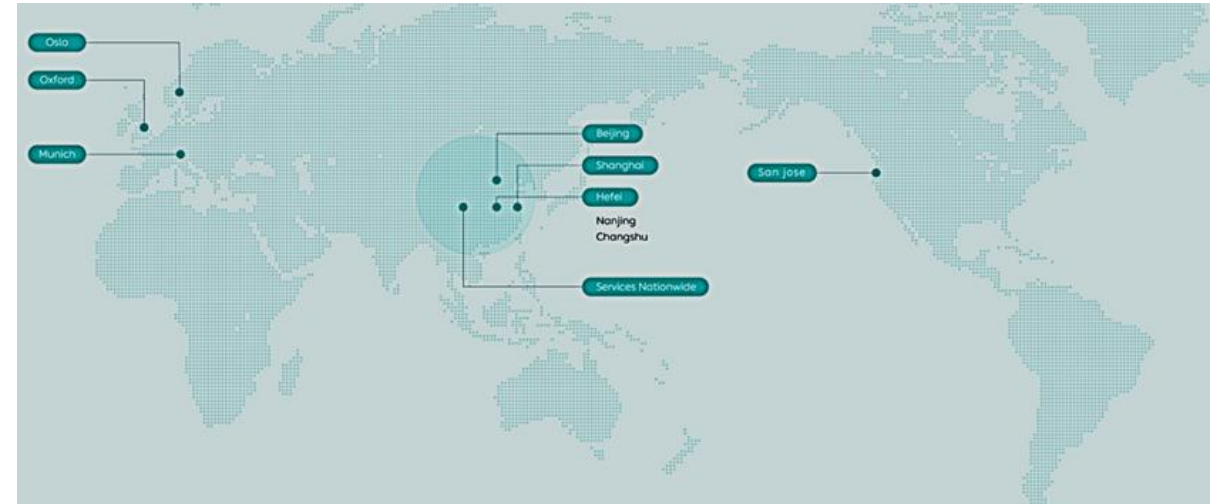 Oslo
Oxford
Munich
Beijing
Shanghai
Hefei
Nanjing
Changshu
Services Nationwide
San jose